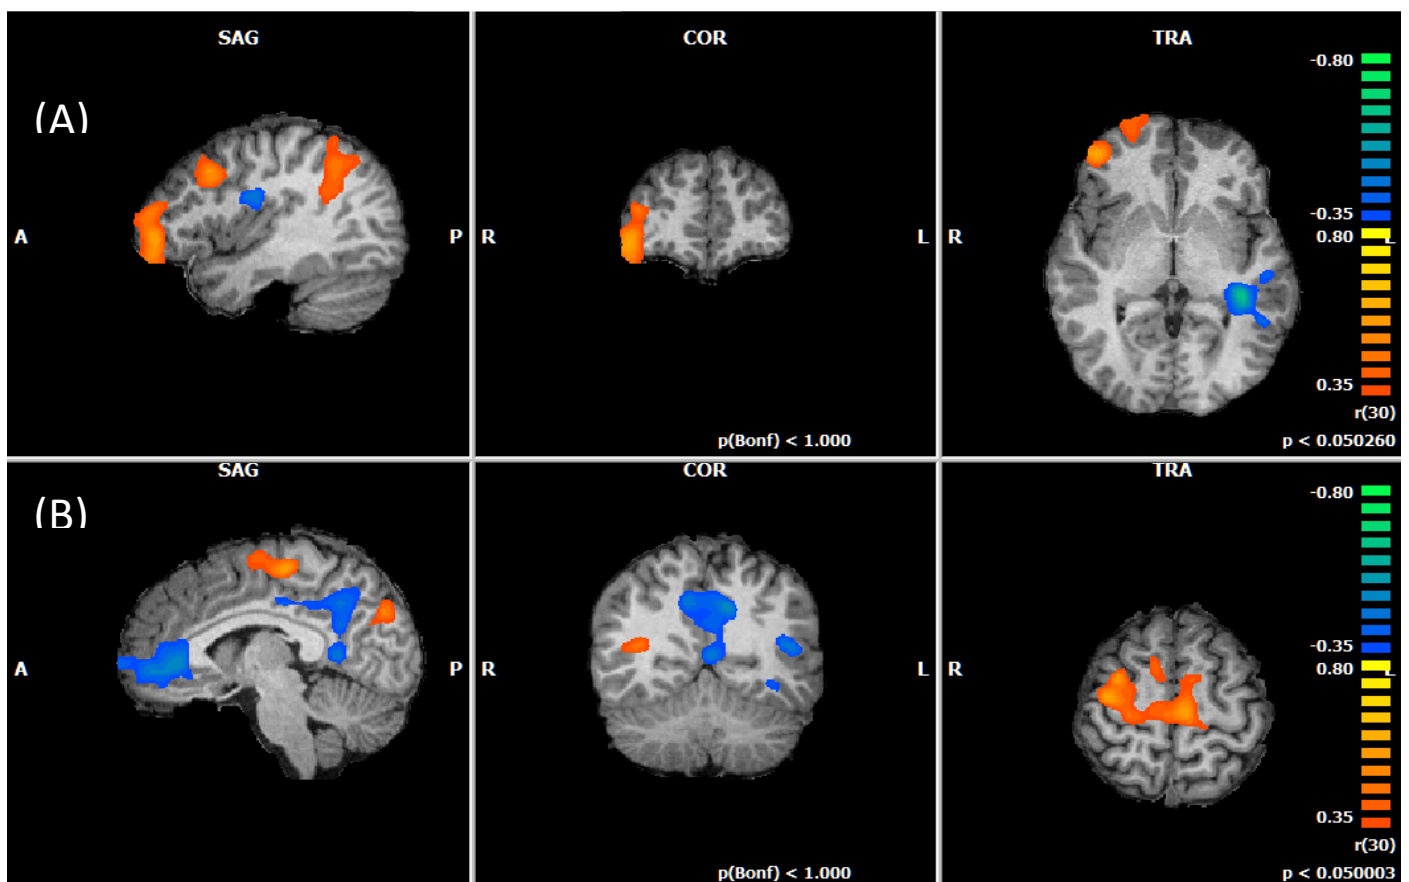 SAG
COR
TRA
(A)
-0.80
-0.35
0.80
L
A
P
R
L
R
0.35
r(30)
p(Bonf) < 1.000
p < 0.050260
SAG
COR
TRA
(B)
-0.80
-0.35
0.80
L
A
P
R
L
R
0.35
r(30)
p(Bonf) < 1.000
p < 0.050003